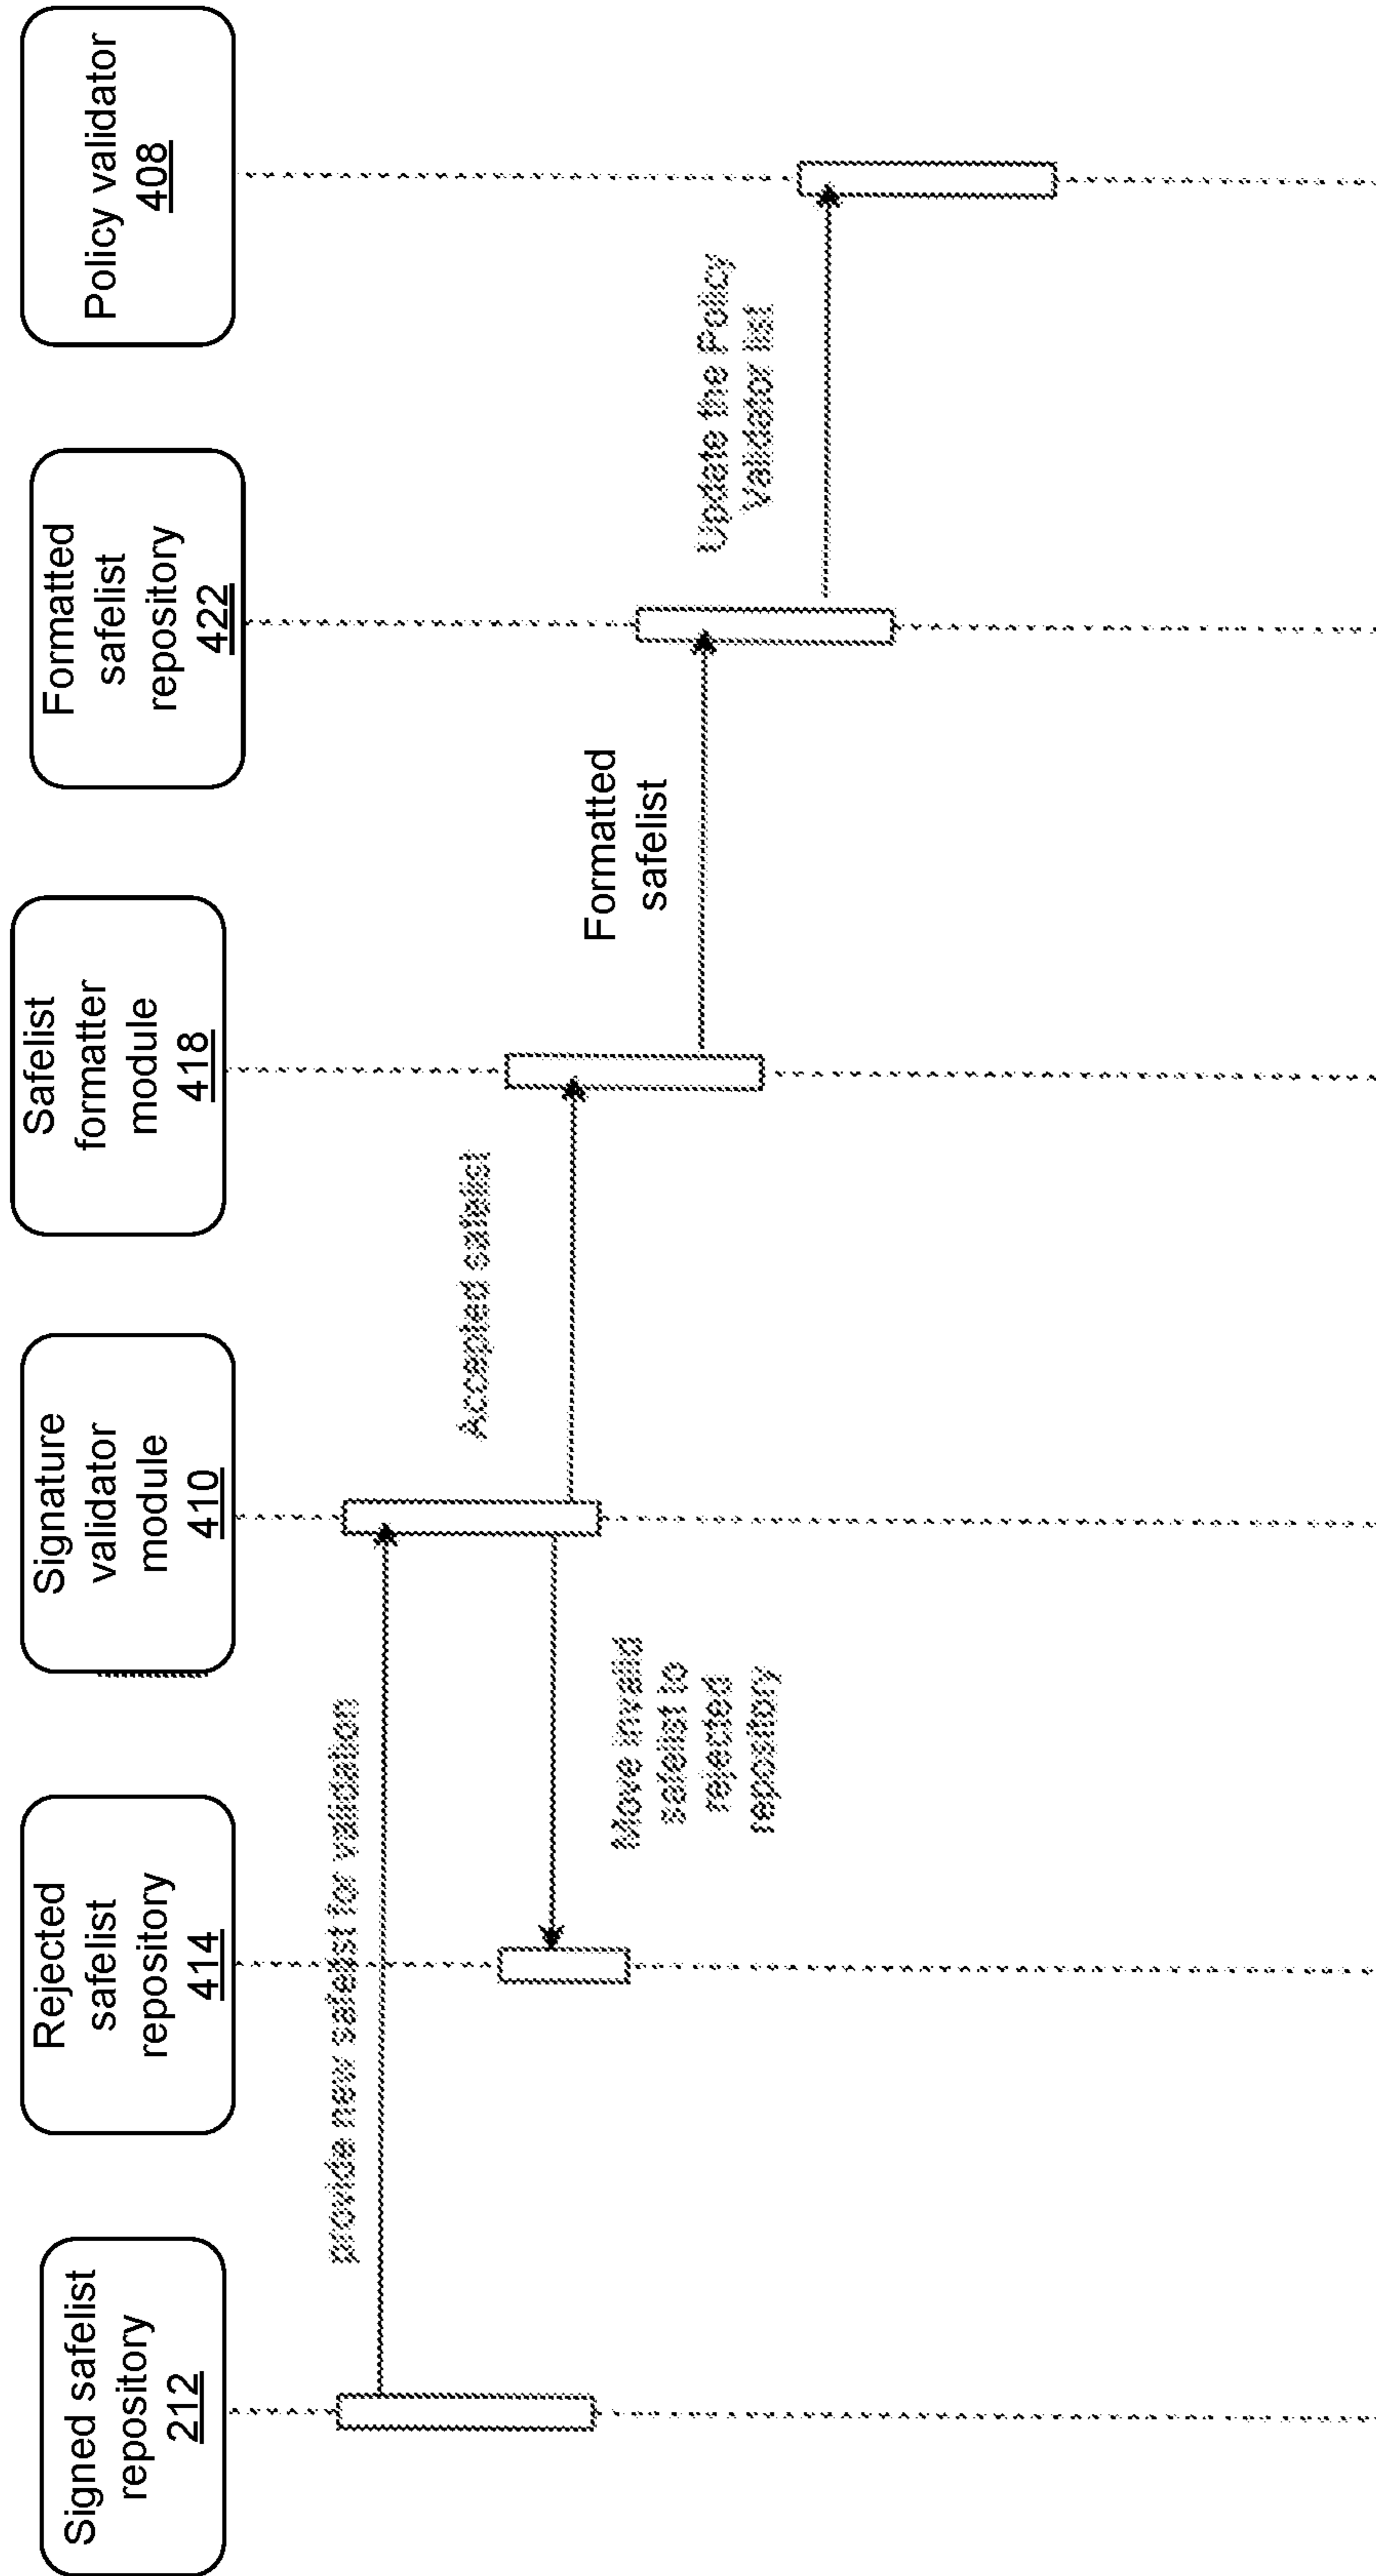 Signed safelist
repository
212
Rejected
safelist
repository
414
Signature
validator
module
410
Safelist
formatter
module
418
Formatted
safelist
repository
422
Policy validator
408
provide new safelist for validation
Accepted safelist
Move invalid
safelist to
rejected
repository
Formatted
safelist
Update the Policy
Validator list